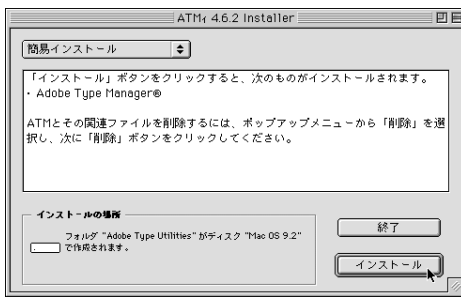 ATM₄ 4.6.2 Installer
簡易インストール
「インストール」ボタンをクリックすると、次のものがインストールされます。
・Adobe Type Manager®
ATMとその関連ファイルを削除するには、ポップアップメニューから「削除」を選
択し、次に「削除」ボタンをクリックしてください。
インストールの場所
フォルダ "Adobe Type Utilities" がディスク "Mac OS 9.2"
で作成されます。
終了
インストール